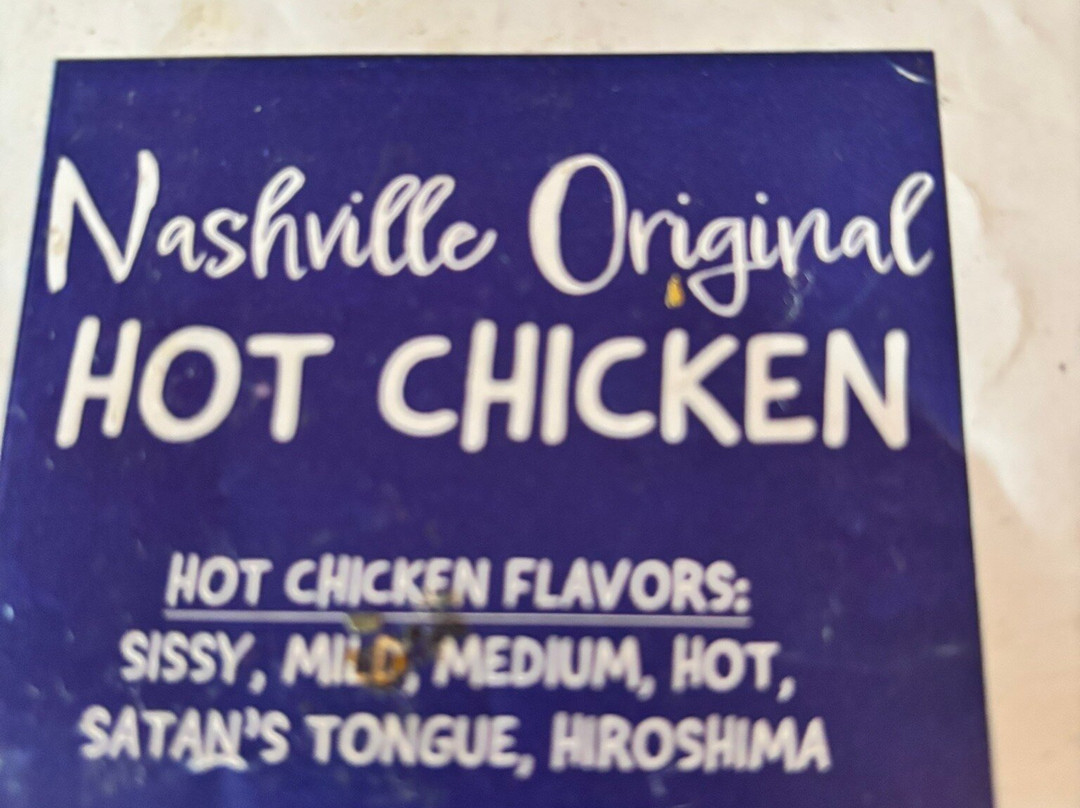 Nashville Original
HOT CHICKEN
HOT CHICKEN FLAVORS:
SISSY, MILD, MEDIUM, HOT,
SATAN'S TONGUE, HIROSHIMA